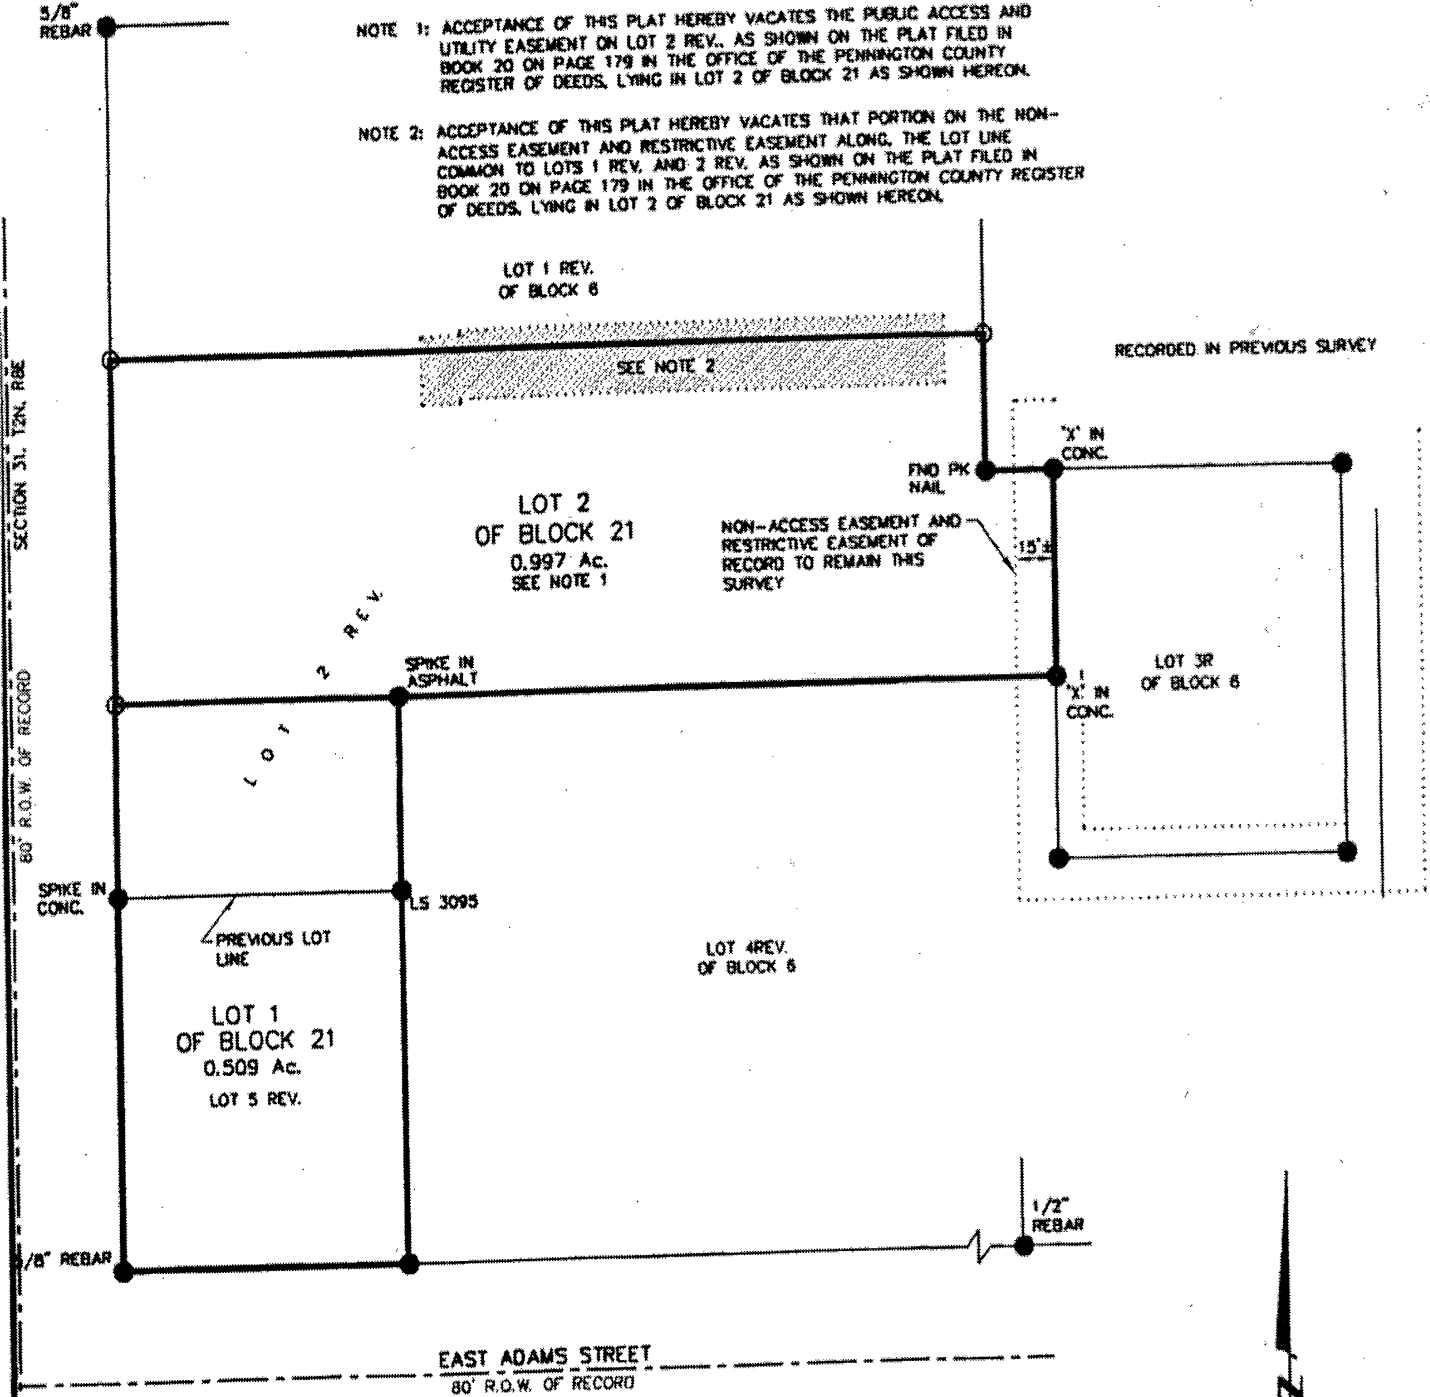 5/8"
REBAR
NOTE 1: ACCEPTANCE OF THIS PLAT HEREBY VACATES THE PUBLIC ACCESS AND
UTILITY EASEMENT ON LOT 2 REV., AS SHOWN ON THE PLAT FILED IN
BOOK 20 ON PAGE 179 IN THE OFFICE OF THE PENNINGTON COUNTY
REGISTER OF DEEDS, LYING IN LOT 2 OF BLOCK 21 AS SHOWN HEREON.
NOTE 2: ACCEPTANCE OF THIS PLAT HEREBY VACATES THAT PORTION ON THE NON-
ACCESS EASEMENT AND RESTRICTIVE EASEMENT ALONG, THE LOT LINE
COMMON TO LOTS 1 REV. AND 2 REV. AS SHOWN ON THE PLAT FILED IN
BOOK 20 ON PAGE 179 IN THE OFFICE OF THE PENNINGTON COUNTY REGISTER
OF DEEDS, LYING IN LOT 2 OF BLOCK 21 AS SHOWN HEREON.
LOT 1 REV.
OF BLOCK 6
SEE NOTE 2
RECORDED IN PREVIOUS SURVEY
SECTION 31, T2N, R8E
"X" IN
CONC.
FND PK
NAIL
LOT 2
OF BLOCK 21
0.997 Ac.
SEE NOTE 1
NON-ACCESS EASEMENT AND
RESTRICTIVE EASEMENT OF
RECORD TO REMAIN THIS
SURVEY
15'±
LOT 2 REV.
SPIKE IN
ASPHALT
LOT 3R
OF BLOCK 6
"X" IN
CONC.
80' R.O.W. OF RECORD
SPIKE IN
CONC.
LS 3095
PREVIOUS LOT
LINE
LOT 4REV.
OF BLOCK 6
LOT 1
OF BLOCK 21
0.509 Ac.
LOT 5 REV.
1/2"
REBAR
/8" REBAR
EAST ADAMS STREET
80' R.O.W. OF RECORD
N